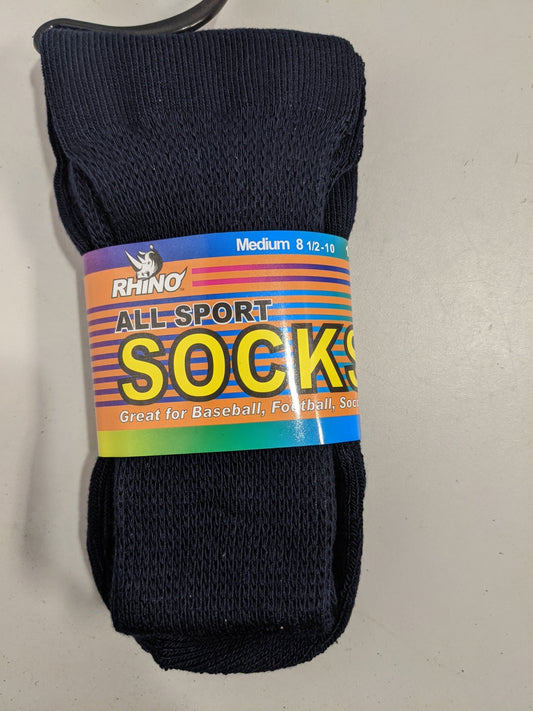 Medium 8 1/2-10
RHINO
ALL SPORT
SOCKS
Great for Baseball, Football,